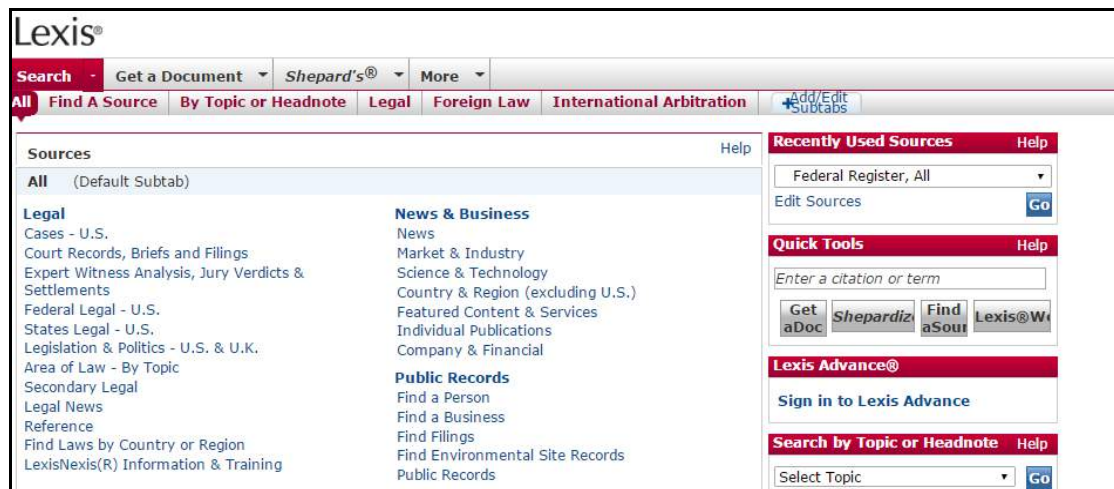 Lexis®
Search Get a Document Shepard's® More
All Find A Source By Topic or Headnote Legal Foreign Law International Arbitration Add/Edit Subtabs
Sources Help
All (Default Subtab)
Legal
Cases - U.S.
Court Records, Briefs and Filings
Expert Witness Analysis, Jury Verdicts &
Settlements
Federal Legal - U.S.
States Legal - U.S.
Legislation & Politics - U.S. & U.K.
Area of Law - By Topic
Secondary Legal
Legal News
Reference
Find Laws by Country or Region
LexisNexis(R) Information & Training
News & Business
News
Market & Industry
Science & Technology
Country & Region (excluding U.S.)
Featured Content & Services
Individual Publications
Company & Financial
Public Records
Find a Person
Find a Business
Find Filings
Find Environmental Site Records
Public Records
Recently Used Sources Help
Federal Register, All
Edit Sources Go
Quick Tools Help
Enter a citation or term
Get aDoc Shepardiz Find aSour Lexis®W
Lexis Advance®
Sign in to Lexis Advance
Search by Topic or Headnote Help
Select Topic Go